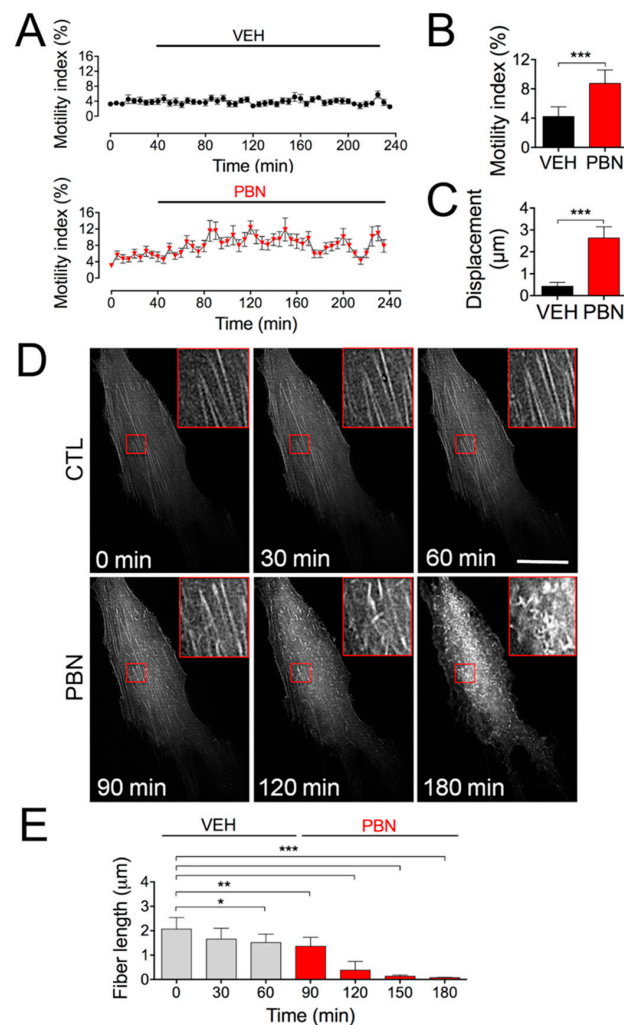 A
VEH
Motility index (%)
16
12
8
4
0
0 40 80 120 160 200 240
Time (min)
PBN
Motility index (%)
16
12
8
4
0
0 40 80 120 160 200 240
Time (min)
B
Motility index (%)
12
8
4
0
***
VEH PBN
C
Displacement
(μm)
4
3
2
1
0
***
VEH PBN
D
CTL
0 min 30 min 60 min
PBN
90 min 120 min 180 min
E
VEH PBN
***
**
*
Fiber length (μm)
4
3
2
1
0
0 30 60 90 120 150 180
Time (min)